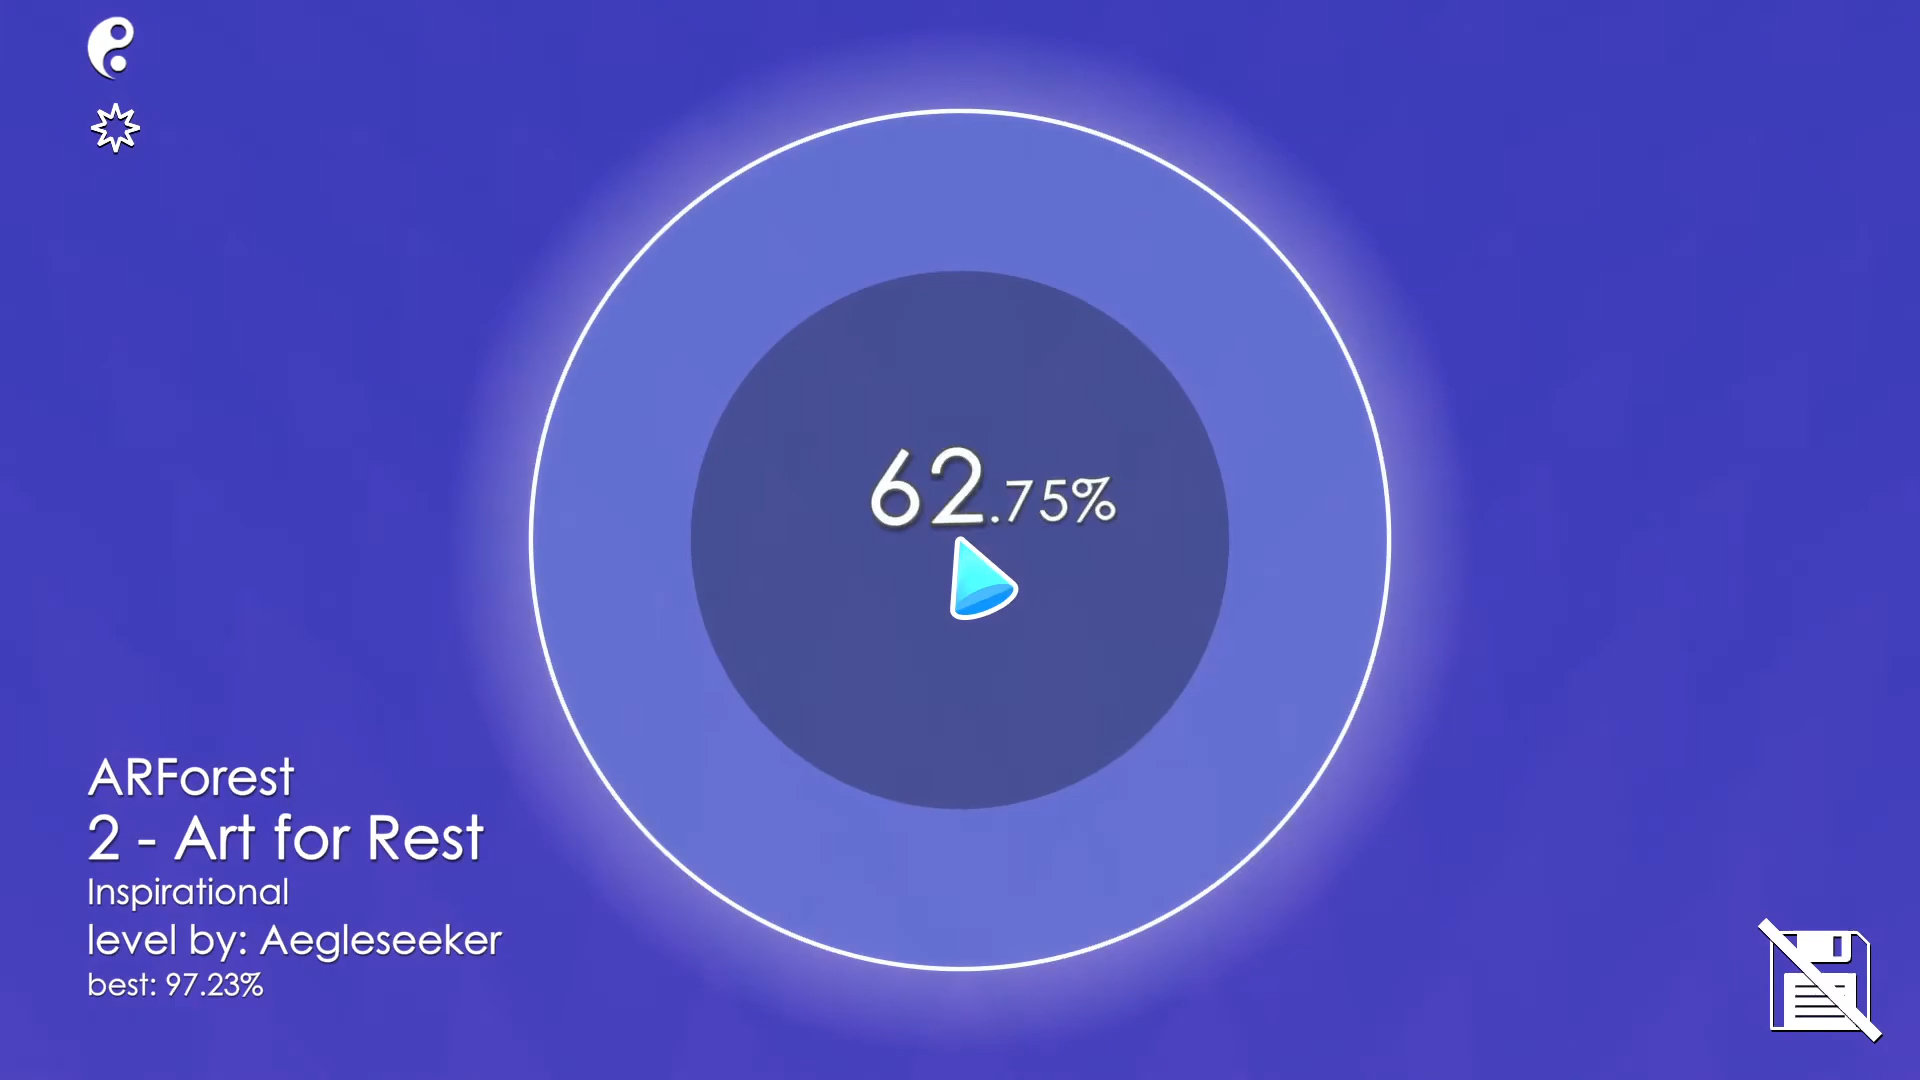 62.75%
ARForest
2 - Art for Rest
Inspirational
level by: Aegleseeker
best: 97.23%